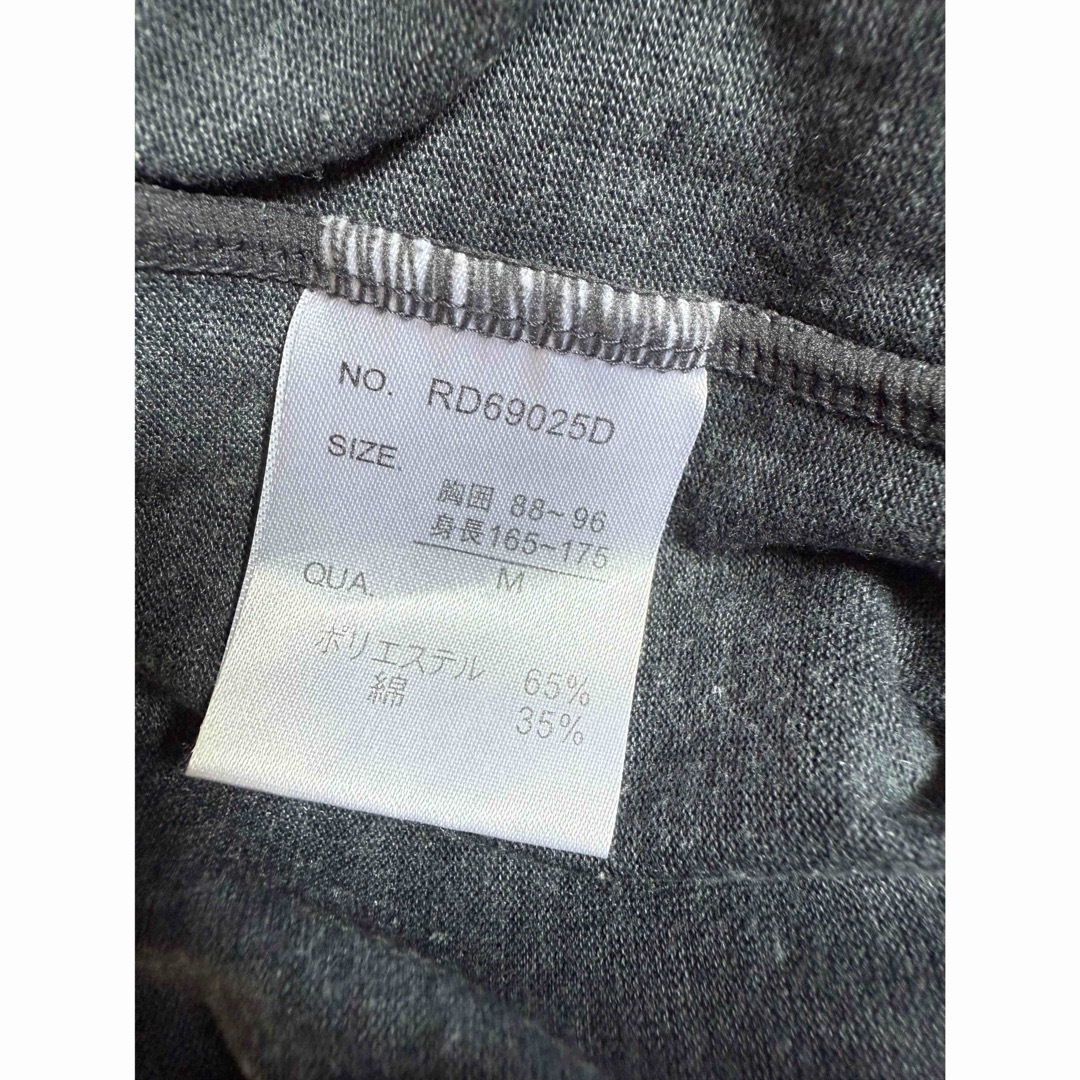 NO. RD69025D
SIZE.
胸囲 88~96
身長165~175
M
QUA.
ポリエステル 65%
綿 35%